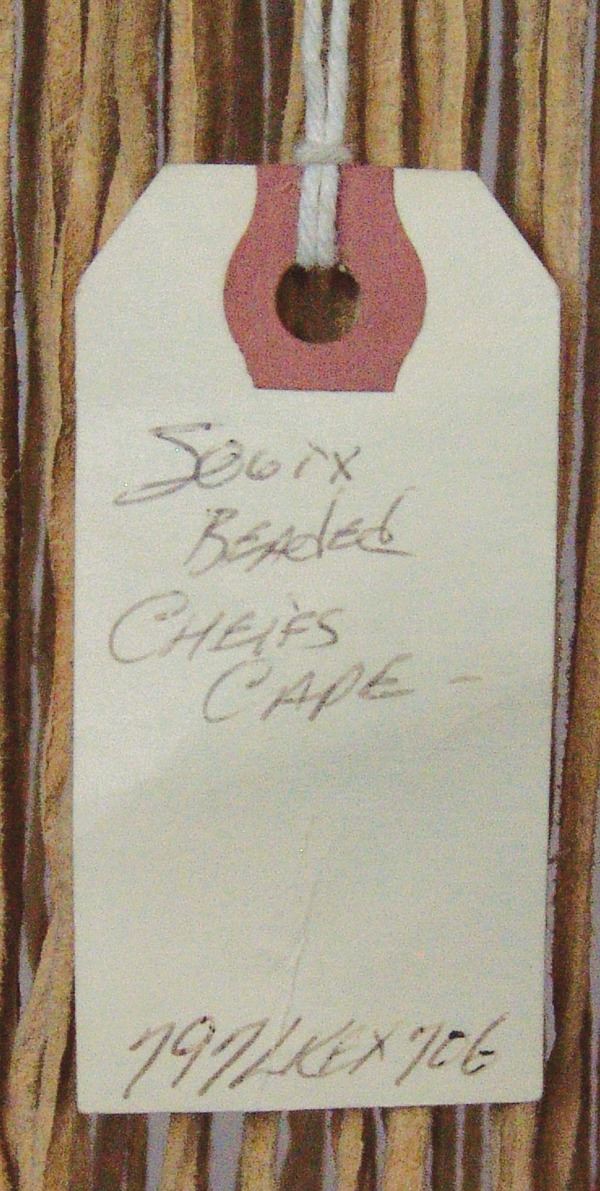 Souix
Beaded
Cheifs
Cape -